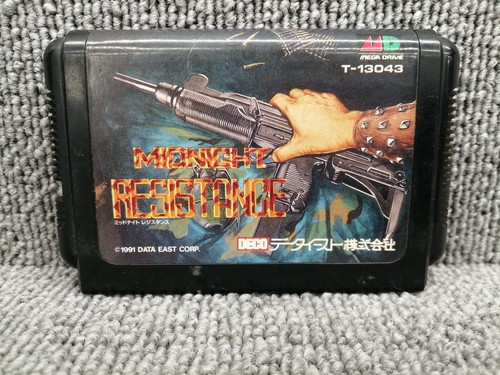 MD
MEGA DRIVE
T-13043
MIDNIGHT
RESISTANCE
ミッドナイト レジスタンス
©1991 DATA EAST CORP.
DECO データイースト株式会社